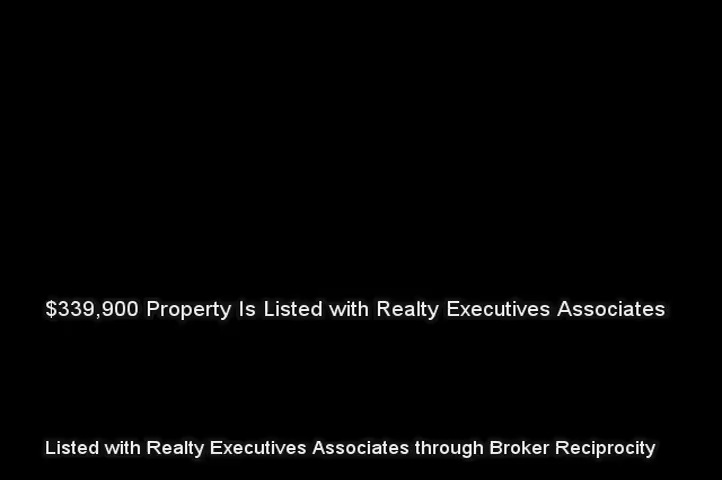 $339,900 Property Is Listed with Realty Executives Associates
Listed with Realty Executives Associates through Broker Reciprocity